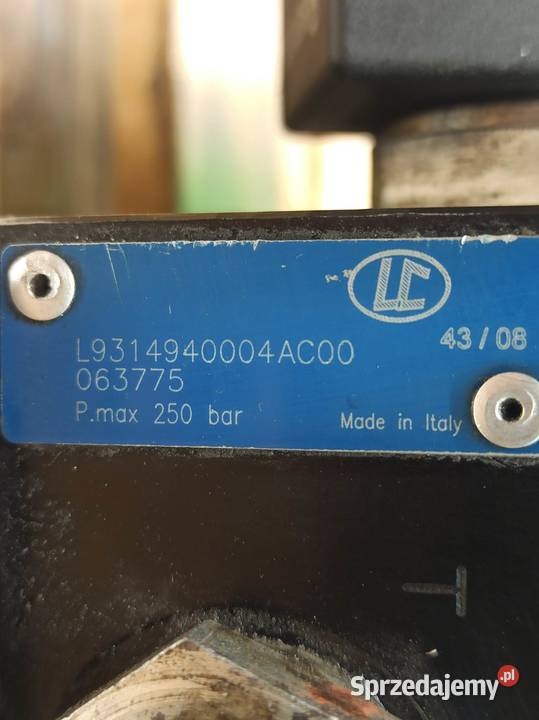 LC
43/08
L9314940004AC00
063775
P.max 250 bar
Made in Italy
T
Sprzedajemy.pl